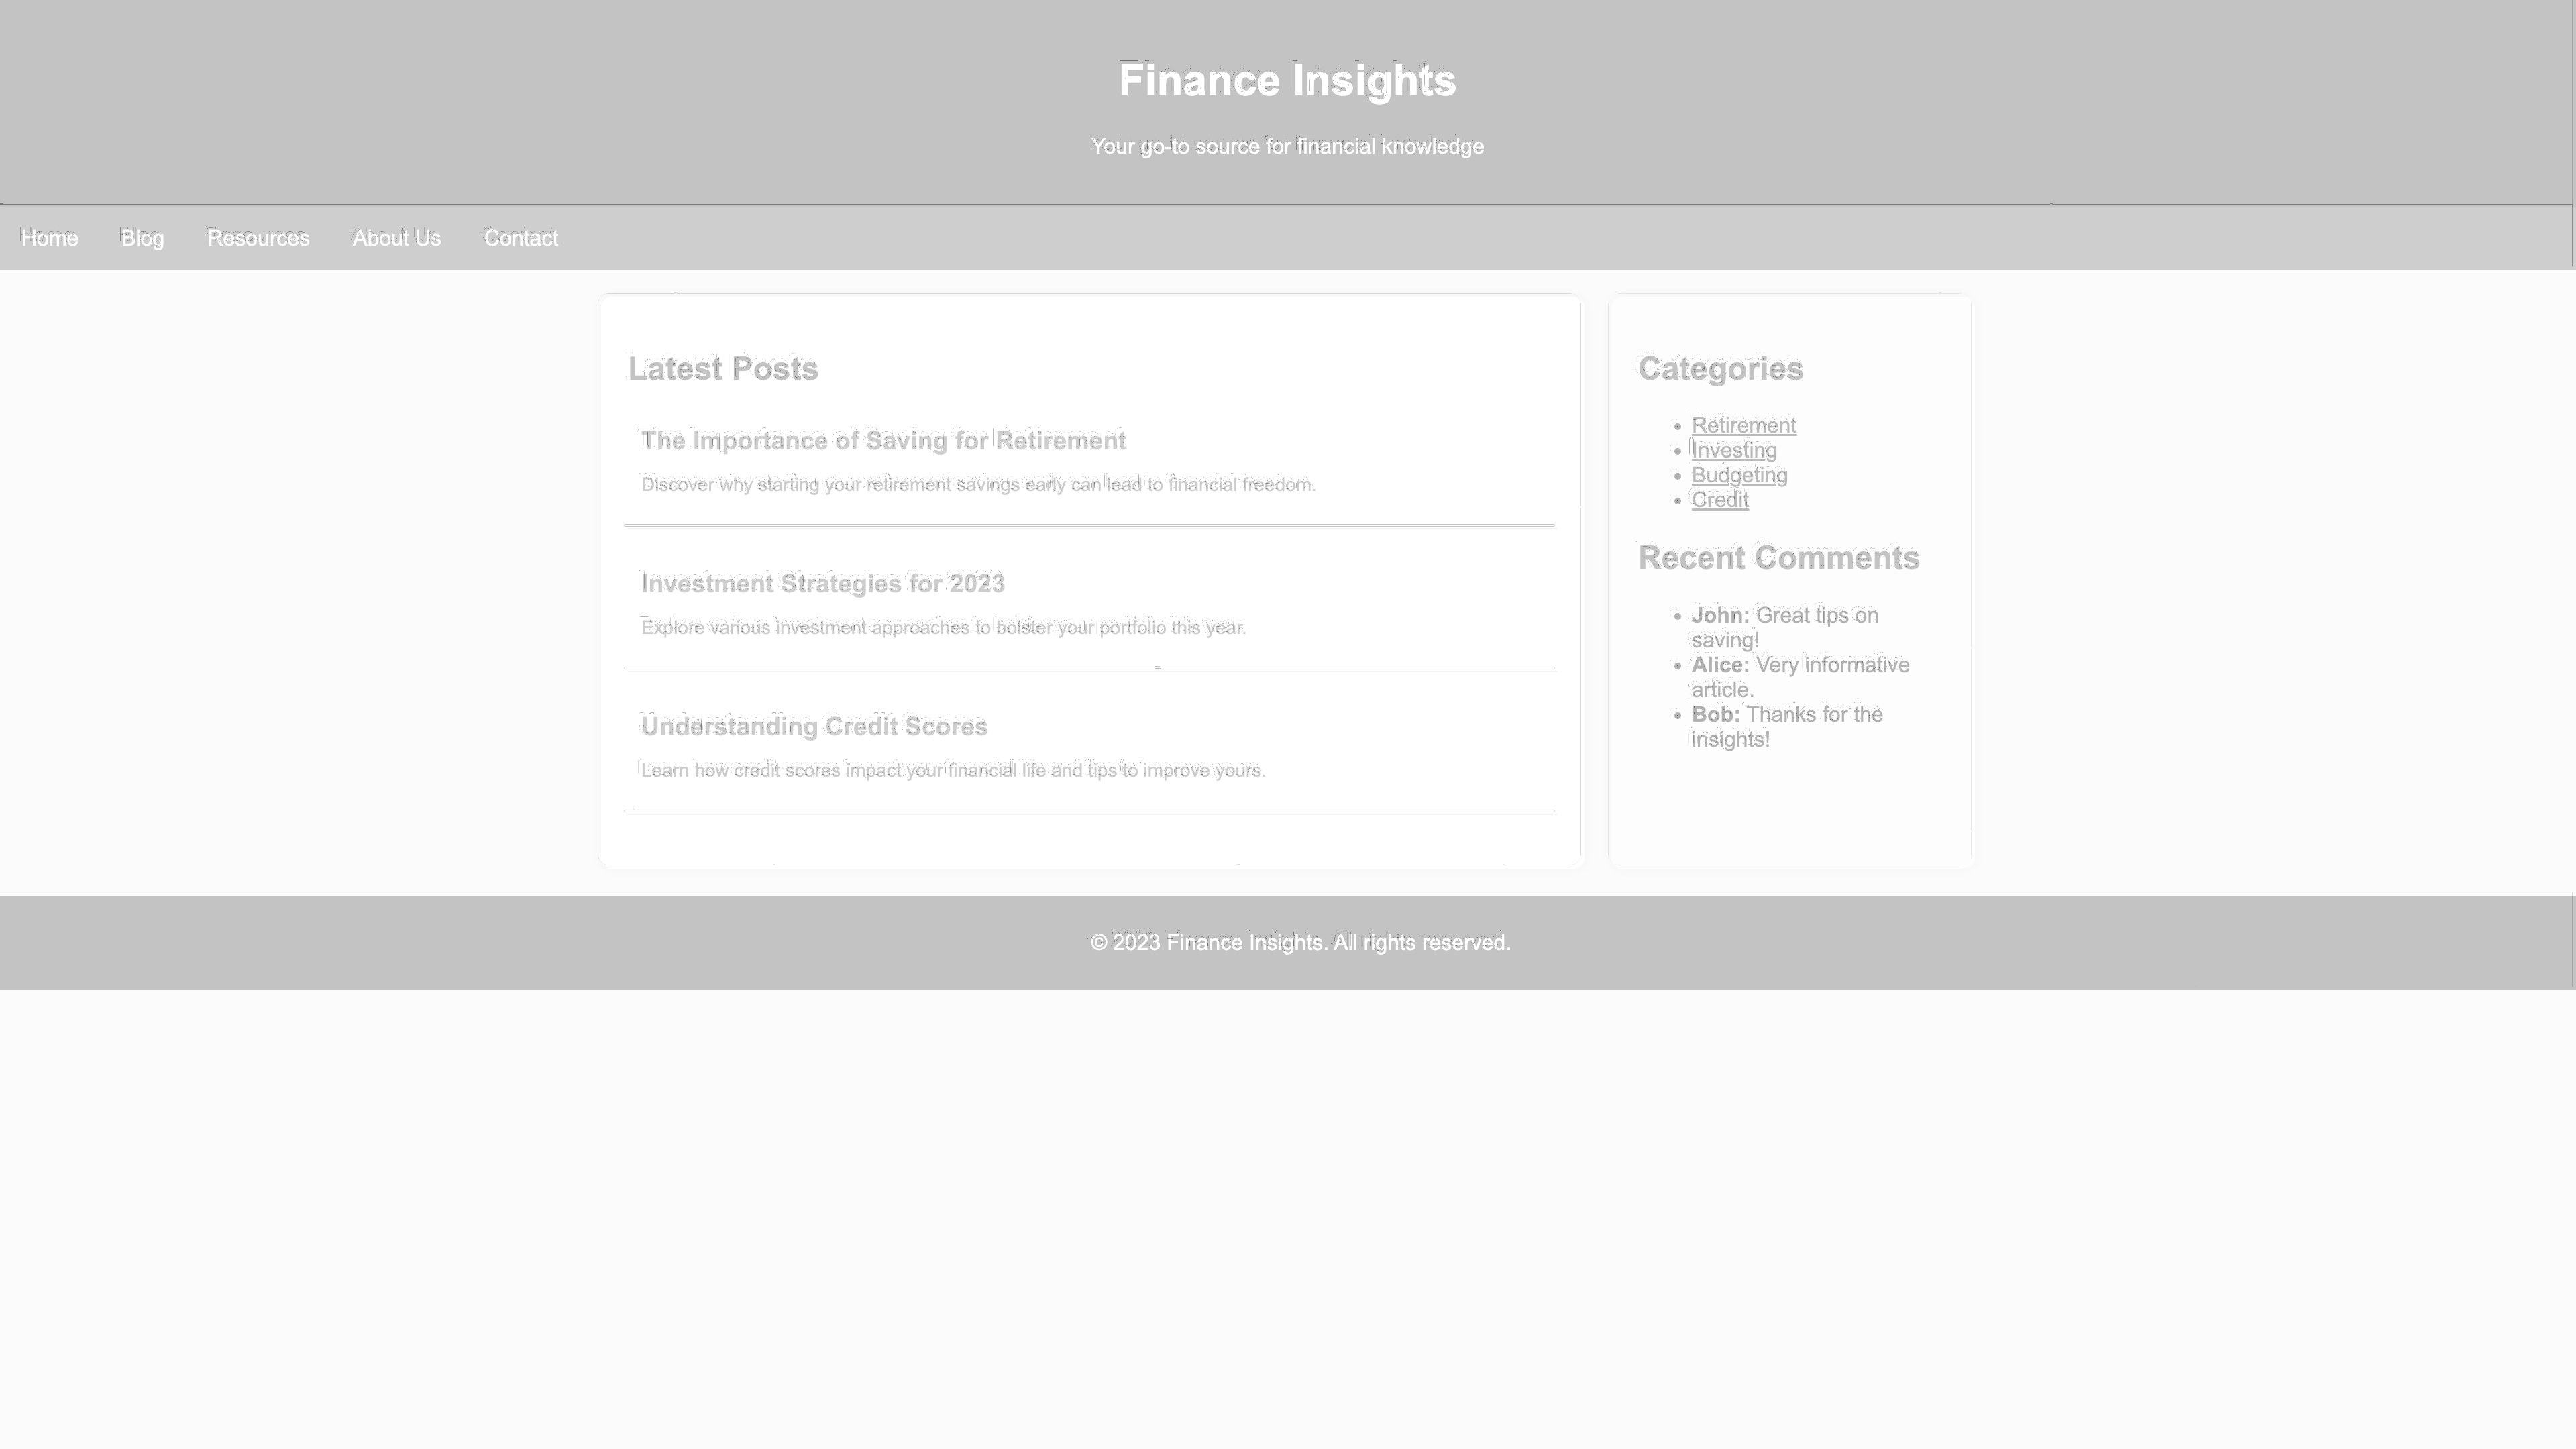 Finance Insights
Your go-to source for financial knowledge
Home Blog Resources About Us Contact
Latest Posts
The Importance of Saving for Retirement
Discover why starting your retirement savings early can lead to financial freedom.
Investment Strategies for 2023
Explore various investment approaches to bolster your portfolio this year.
Understanding Credit Scores
Learn how credit scores impact your financial life and tips to improve yours.
Categories
Retirement
Investing
Budgeting
Credit
Recent Comments
John: Great tips on
saving!
Alice: Very informative
article.
Bob: Thanks for the
insights!
© 2023 Finance Insights. All rights reserved.